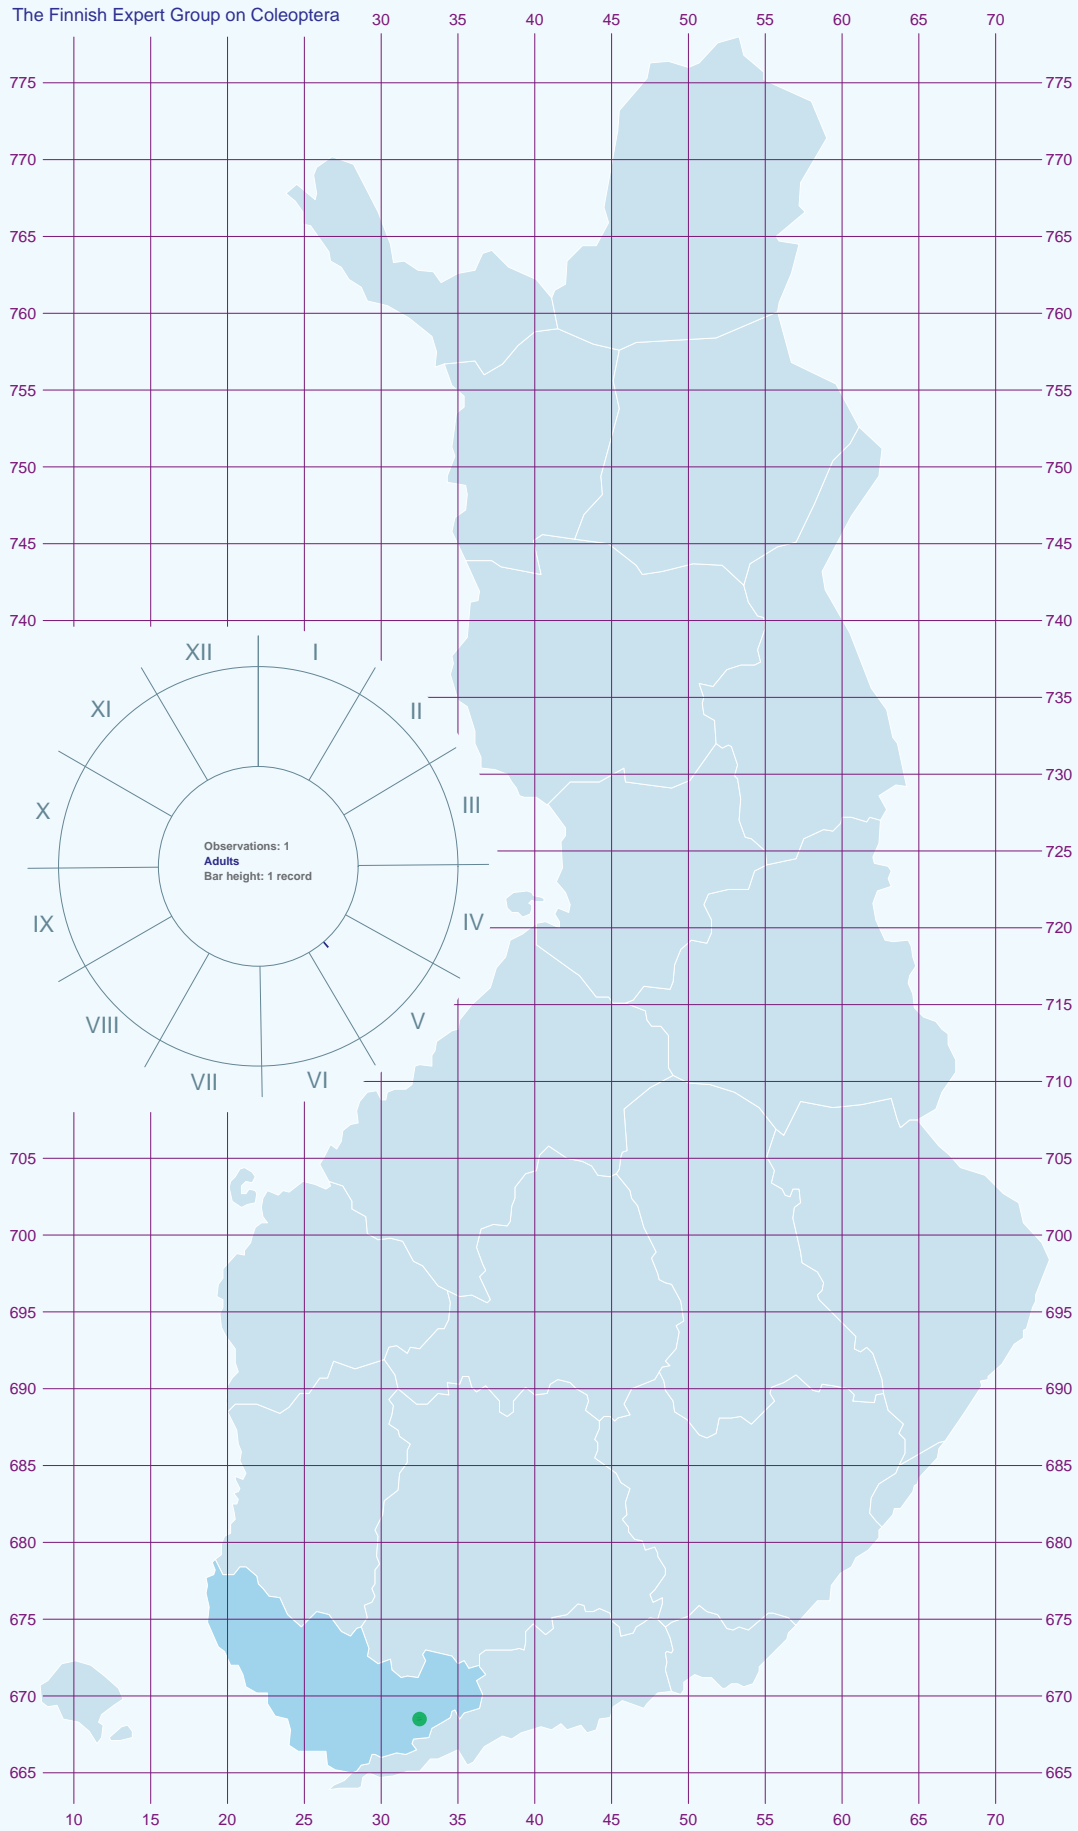 The Finnish Expert Group on Coleoptera
30 35 40 45 50 55 60 65 70
775 775
770 770
765 765
760 760
755 755
750 750
745 745
740 740
XII I
XI II
735
730
X III
725
Observations: 1
Adults
Bar height: 1 record
IX IV
720
715
VIII V
VII VI
710
705 705
700 700
695 695
690 690
685 685
680 680
675 675
670 670
665 665
10 15 20 25 30 35 40 45 50 55 60 65 70